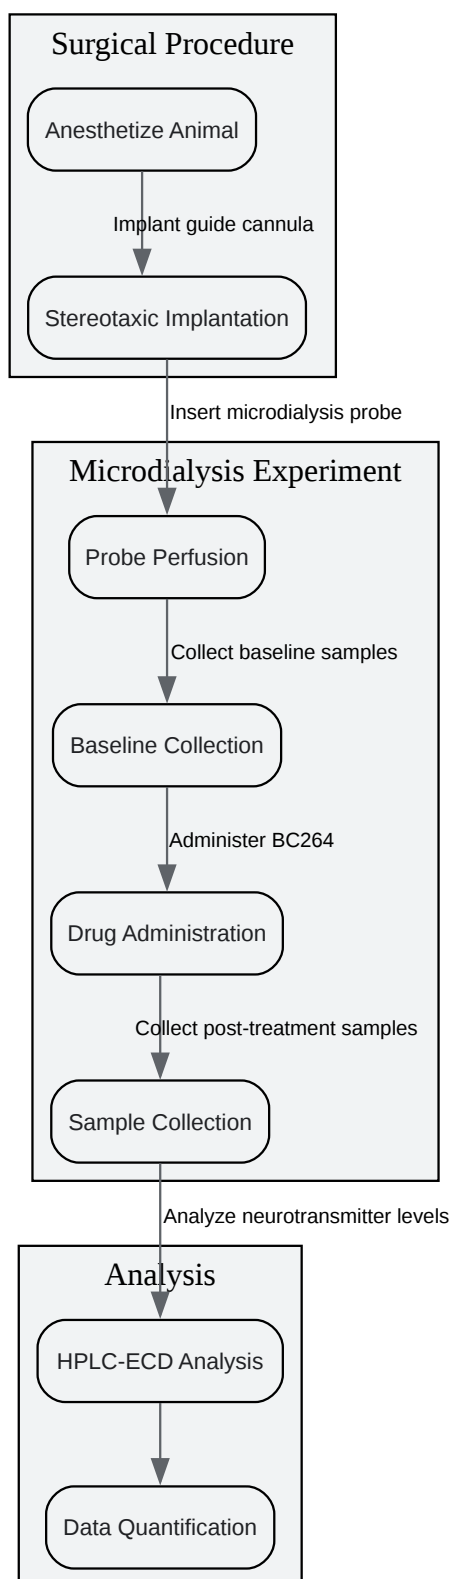 Surgical Procedure
Anesthetize Animal
Implant guide cannula
Stereotaxic Implantation
Insert microdialysis probe
Microdialysis Experiment
Probe Perfusion
Collect baseline samples
Baseline Collection
Administer BC264
Drug Administration
Collect post-treatment samples
Sample Collection
Analyze neurotransmitter levels
Analysis
HPLC-ECD Analysis
Data Quantification